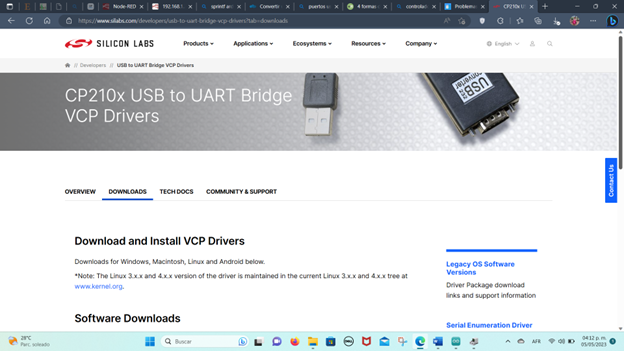 Node-RED
192.168.1
sprintf and
Convertir
puertos se
4 formas d
controlado
Problemas
CP210x U
https://www.silabs.com/developers/usb-to-uart-bridge-vcp-drivers?tab=downloads
SILICON LABS
Products
Applications
Ecosystems
Resources
Company
English
// Developers // USB to UART Bridge VCP Drivers
CP210x USB to UART Bridge
VCP Drivers
USB
Contact Us
OVERVIEW
DOWNLOADS
TECH DOCS
COMMUNITY & SUPPORT
Download and Install VCP Drivers
Downloads for Windows, Macintosh, Linux and Android below.
*Note: The Linux 3.x.x and 4.x.x version of the driver is maintained in the current Linux 3.x.x and 4.x.x tree at
www.kernel.org.
Software Downloads
Legacy OS Software
Versions
Driver Package download
links and support information
Serial Enumeration Driver
28°C
Parc. soleado
Buscar
AFR
04:12 p. m.
05/05/2023